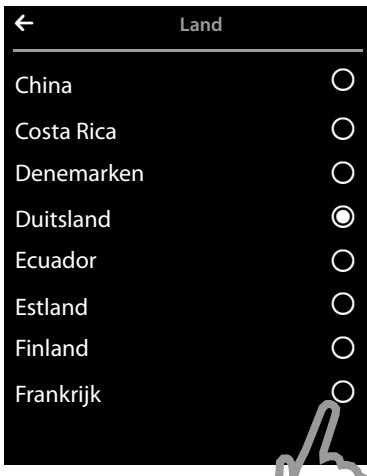 Land
China
Costa Rica
Denemarken
Duitsland
Ecuador
Estland
Finland
Frankrijk